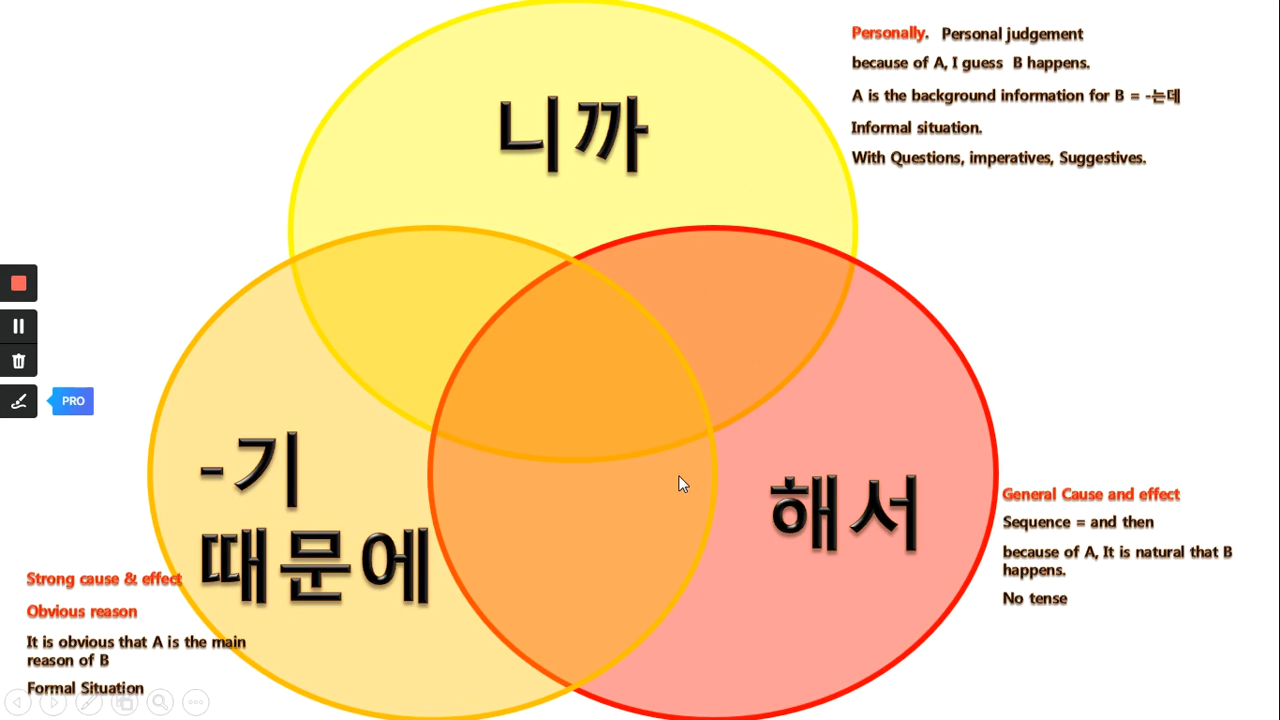 니까
Personally. Personal judgement
because of A, I guess B happens.
A is the background information for B = -는데
Informal situation.
With Questions, imperatives, Suggestives.
PRO
-기
때문에
Strong cause & effect
Obvious reason
It is obvious that A is the main
reason of B
Formal Situation
해서
General Cause and effect
Sequence = and then
because of A, It is natural that B
happens.
No tense